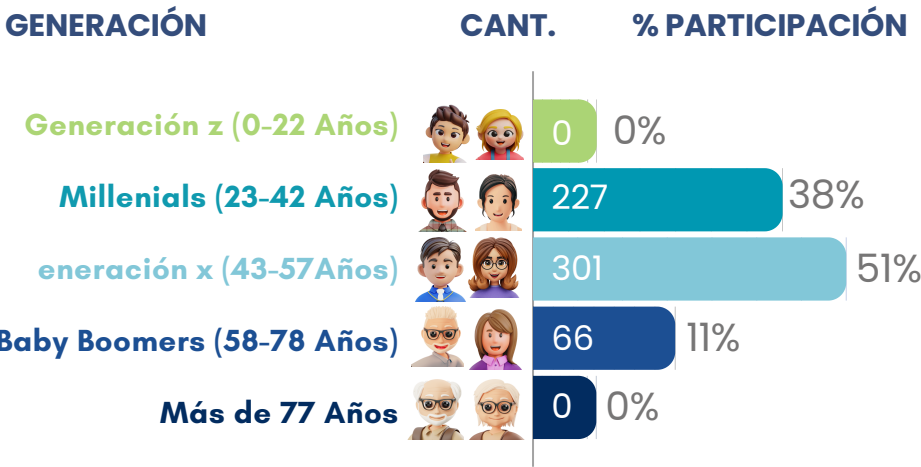 GENERACIÓN CANT. % PARTICIPACIÓN
Generación z (0-22 Años) 0 0%
Millenials (23-42 Años) 227 38%
eneración x (43-57Años) 301 51%
Baby Boomers (58-78 Años) 66 11%
Más de 77 Años 0 0%